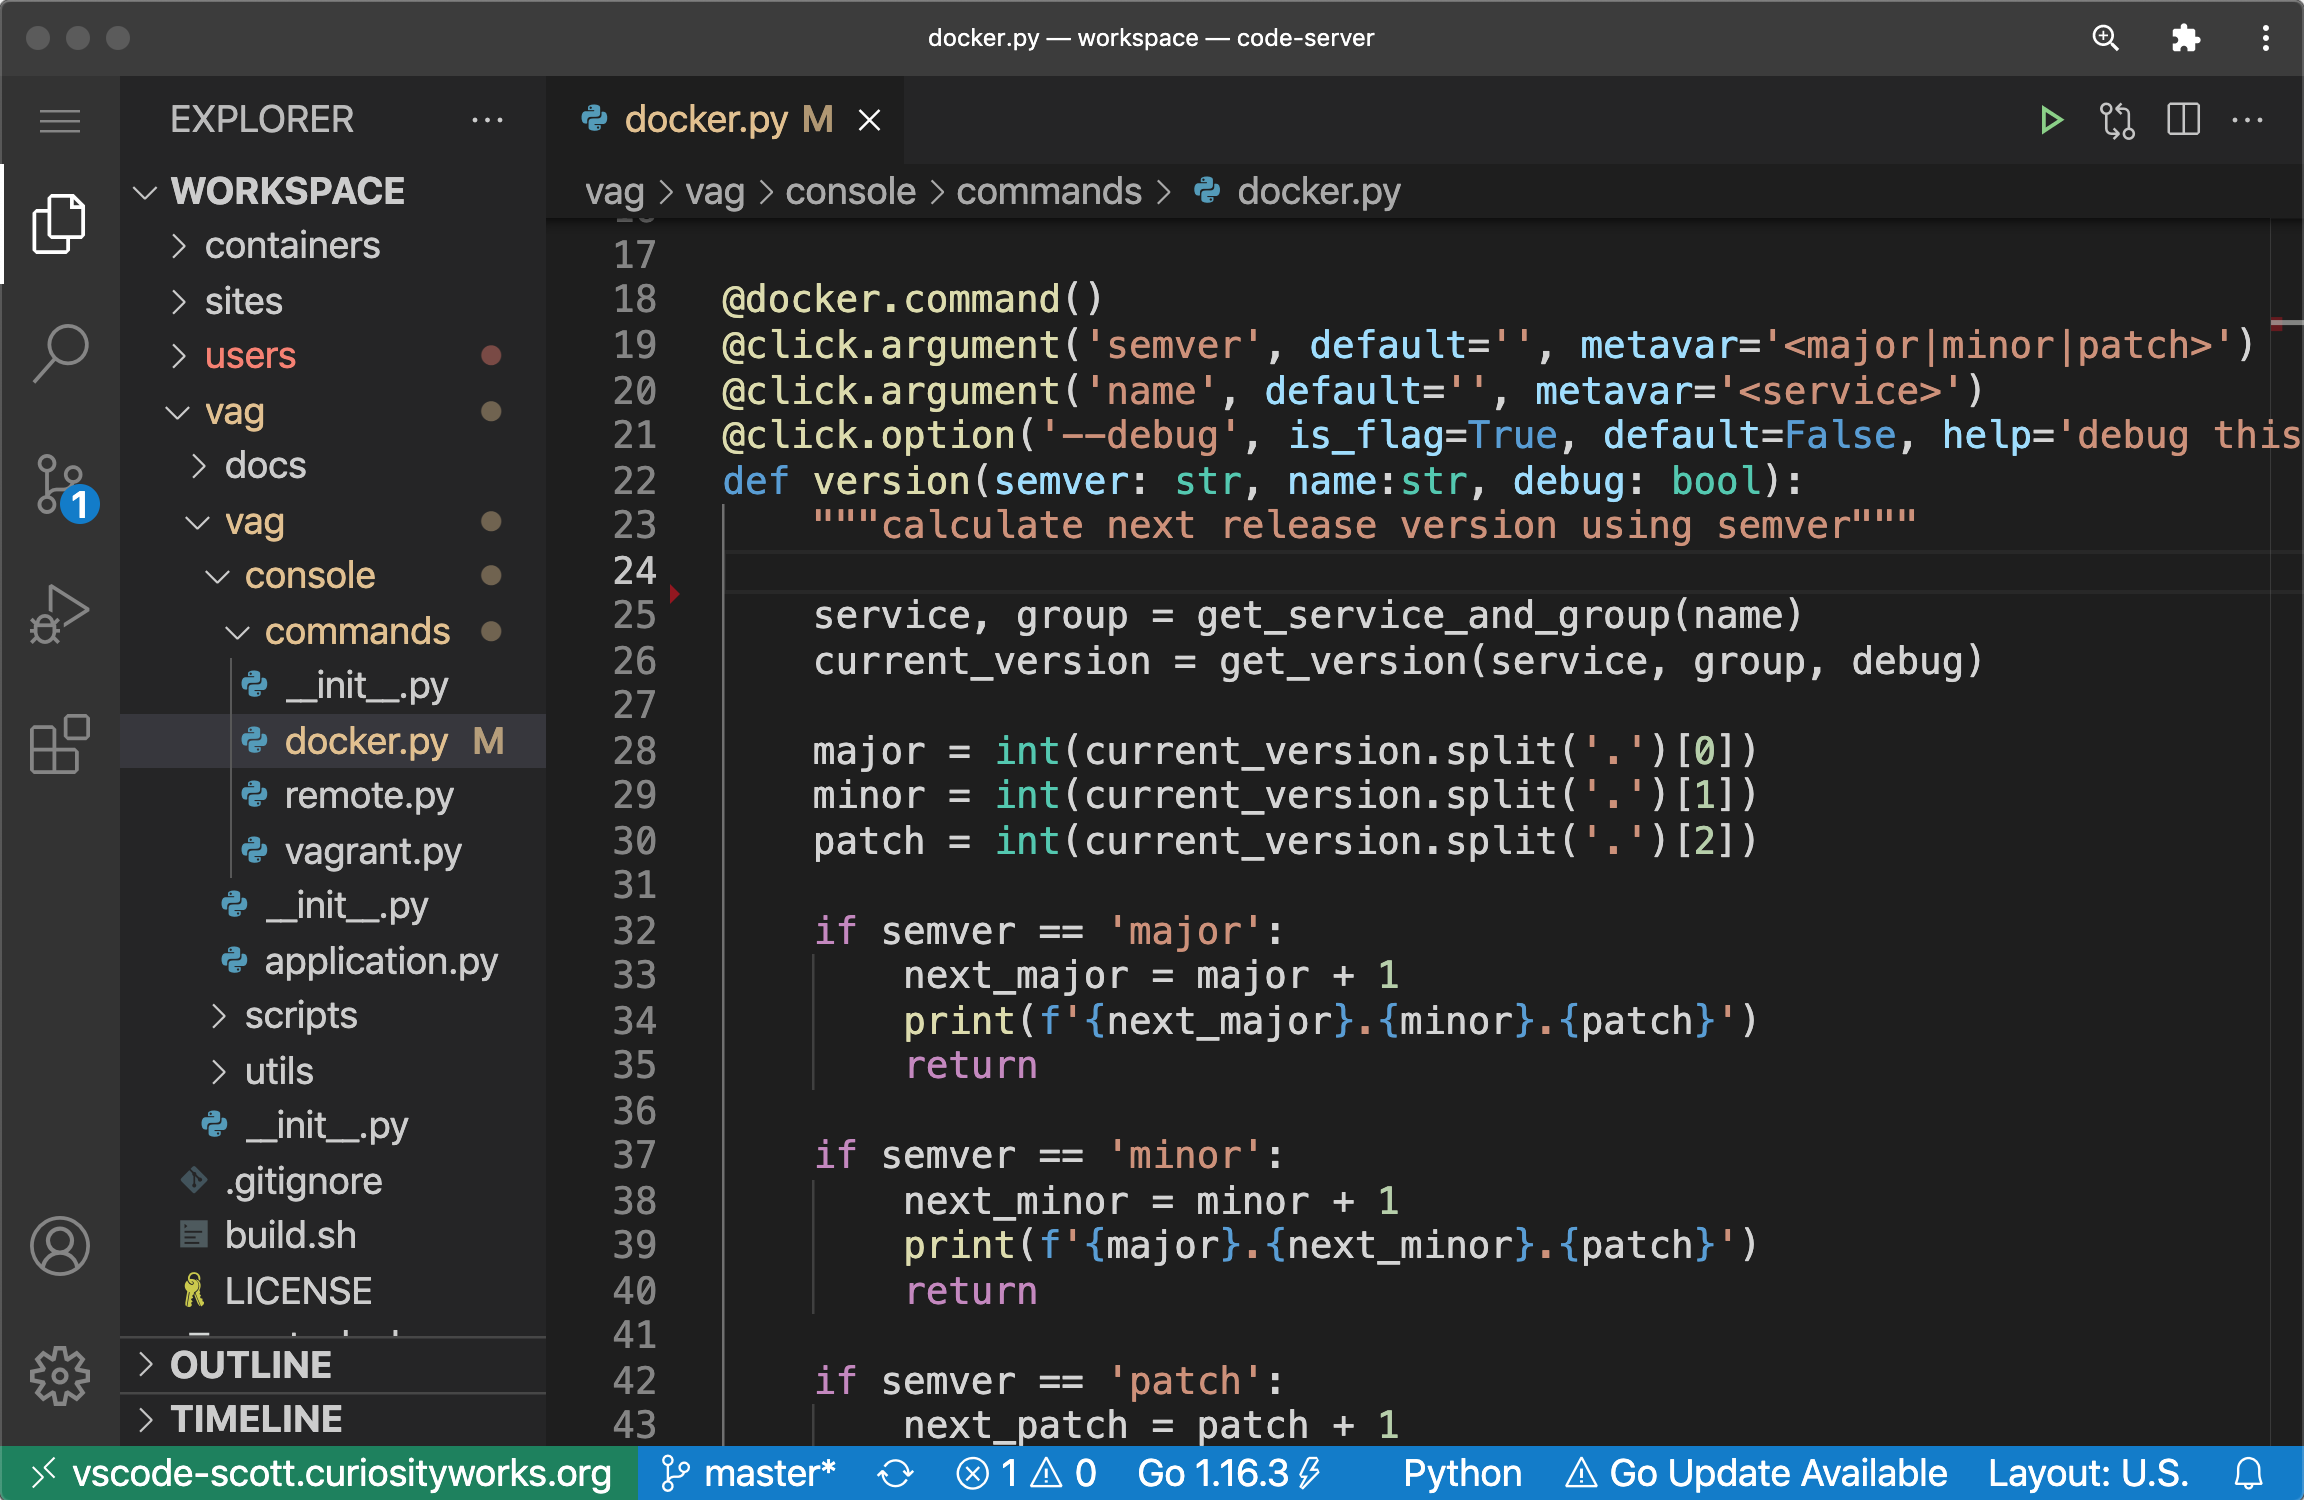 docker.py — workspace — code-server
EXPLORER
WORKSPACE
containers
sites
users
vag
docs
vag
console
commands
__init__.py
docker.py M
remote.py
vagrant.py
__init__.py
application.py
scripts
utils
__init__.py
.gitignore
build.sh
LICENSE
OUTLINE
TIMELINE
1
docker.py M
vag > vag > console > commands > docker.py
17
18 @docker.command()
19 @click.argument('semver', default='', metavar='<major|minor|patch>')
20 @click.argument('name', default='', metavar='<service>')
21 @click.option('--debug', is_flag=True, default=False, help='debug this
22 def version(semver: str, name:str, debug: bool):
23 """calculate next release version using semver"""
24
25 service, group = get_service_and_group(name)
26 current_version = get_version(service, group, debug)
27
28 major = int(current_version.split('.')[0])
29 minor = int(current_version.split('.')[1])
30 patch = int(current_version.split('.')[2])
31
32 if semver == 'major':
33 next_major = major + 1
34 print(f'{next_major}.{minor}.{patch}')
35 return
36
37 if semver == 'minor':
38 next_minor = minor + 1
39 print(f'{major}.{next_minor}.{patch}')
40 return
41
42 if semver == 'patch':
43 next_patch = patch + 1
vscode-scott.curiosityworks.org master* 1 0 Go 1.16.3 Python Go Update Available Layout: U.S.